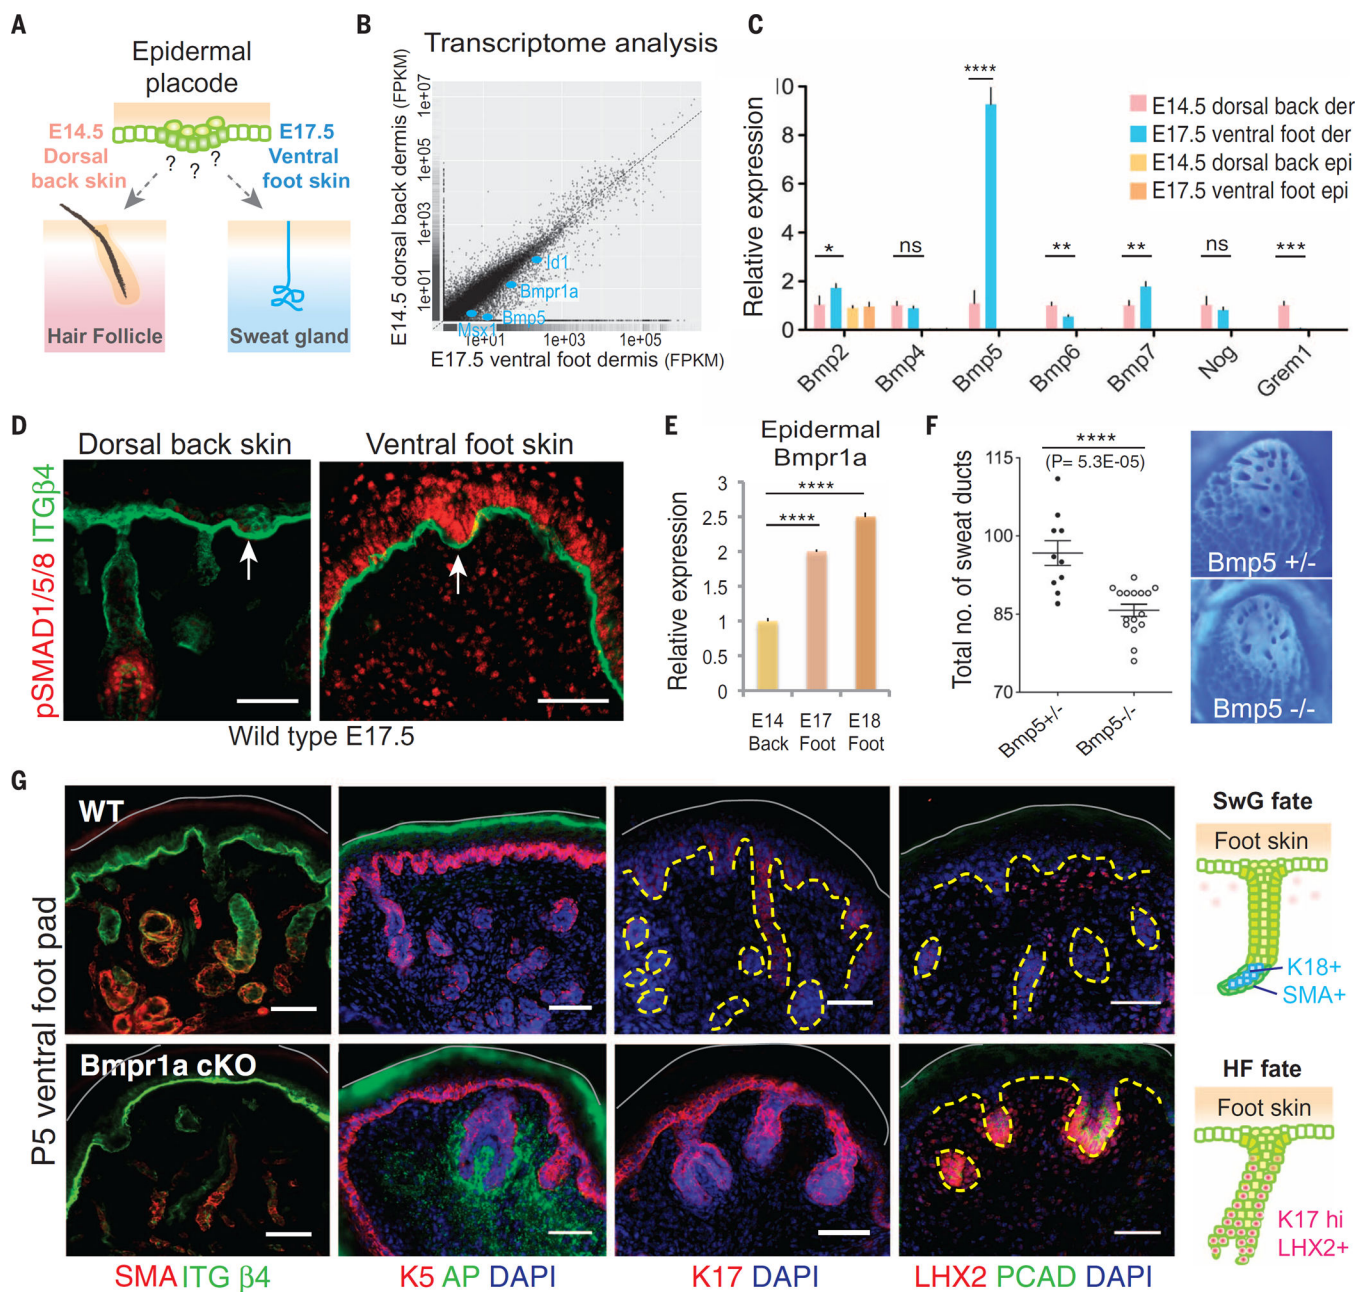 A
Epidermal
placode
E14.5
Dorsal
back skin
E17.5
Ventral
foot skin
? ? ?
Hair Follicle
Sweat gland
B
Transcriptome analysis
E14.5 dorsal back dermis (FPKM)
1e+07
1e+05
1e+03
1e+01
Id1
Bmpr1a
Bmp5
Msx1
1e+01 1e+03 1e+05
E17.5 ventral foot dermis (FPKM)
C
Relative expression
10
8
6
4
2
0
* ns **** ** ** ns ***
E14.5 dorsal back der
E17.5 ventral foot der
E14.5 dorsal back epi
E17.5 ventral foot epi
Bmp2 Bmp4 Bmp5 Bmp6 Bmp7 Nog Grem1
D
Dorsal back skin
Ventral foot skin
pSMAD1/5/8 ITGβ4
Wild type E17.5
E
Epidermal
Bmpr1a
Relative expression
3
2.5
2
1.5
1
0.5
0
****
****
E14 E17 E18
Back Foot Foot
F
Total no. of sweat ducts
115
100
85
70
****
(P= 5.3E-05)
Bmp5+/- Bmp5-/-
Bmp5 +/-
Bmp5 -/-
G
P5 ventral foot pad
WT
Bmpr1a cKO
SMA ITG β4
K5 AP DAPI
K17 DAPI
LHX2 PCAD DAPI
SwG fate
Foot skin
K18+
SMA+
HF fate
Foot skin
K17 hi
LHX2+